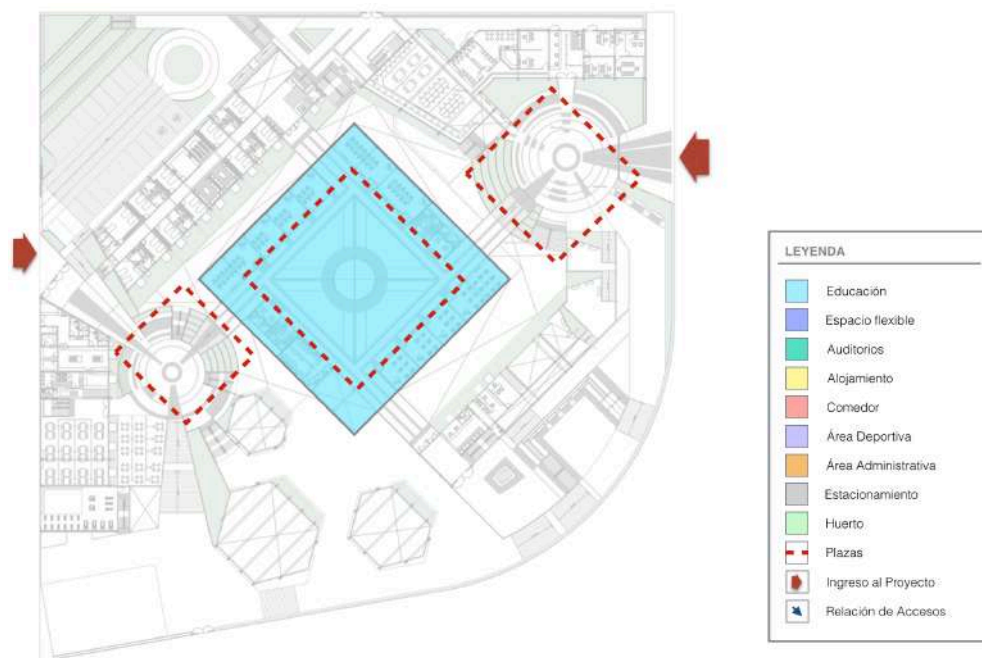 LEYENDA
Educación
Espacio flexible
Auditorios
Alojamiento
Comedor
Área Deportiva
Área Administrativa
Estacionamiento
Huerto
Plazas
Ingreso al Proyecto
Relación de Accesos